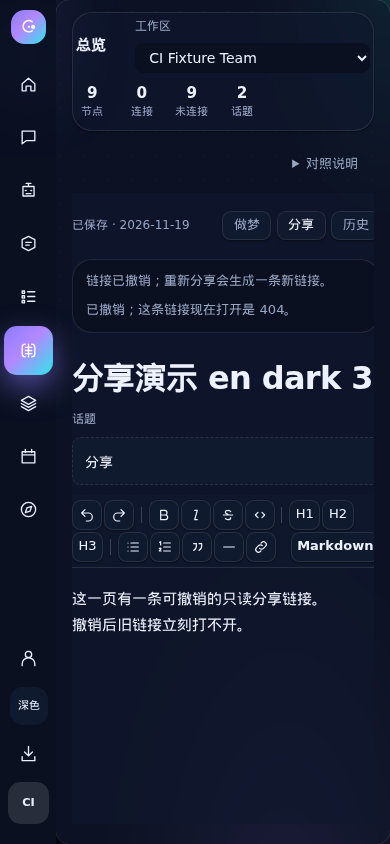 工作区
总览
CI Fixture Team
9 0 9 2
节点 连接 未连接 话题
▶ 对照说明
已保存 · 2026-11-19 做梦 分享 历史
链接已撤销；重新分享会生成一条新链接。
已撤销；这条链接现在打开是 404。
分享演示 en dark 3
话题
分享
B I S <> H1 H2
H3 Markdown
这一页有一条可撤销的只读分享链接。
撤销后旧链接立刻打不开。
深色
CI